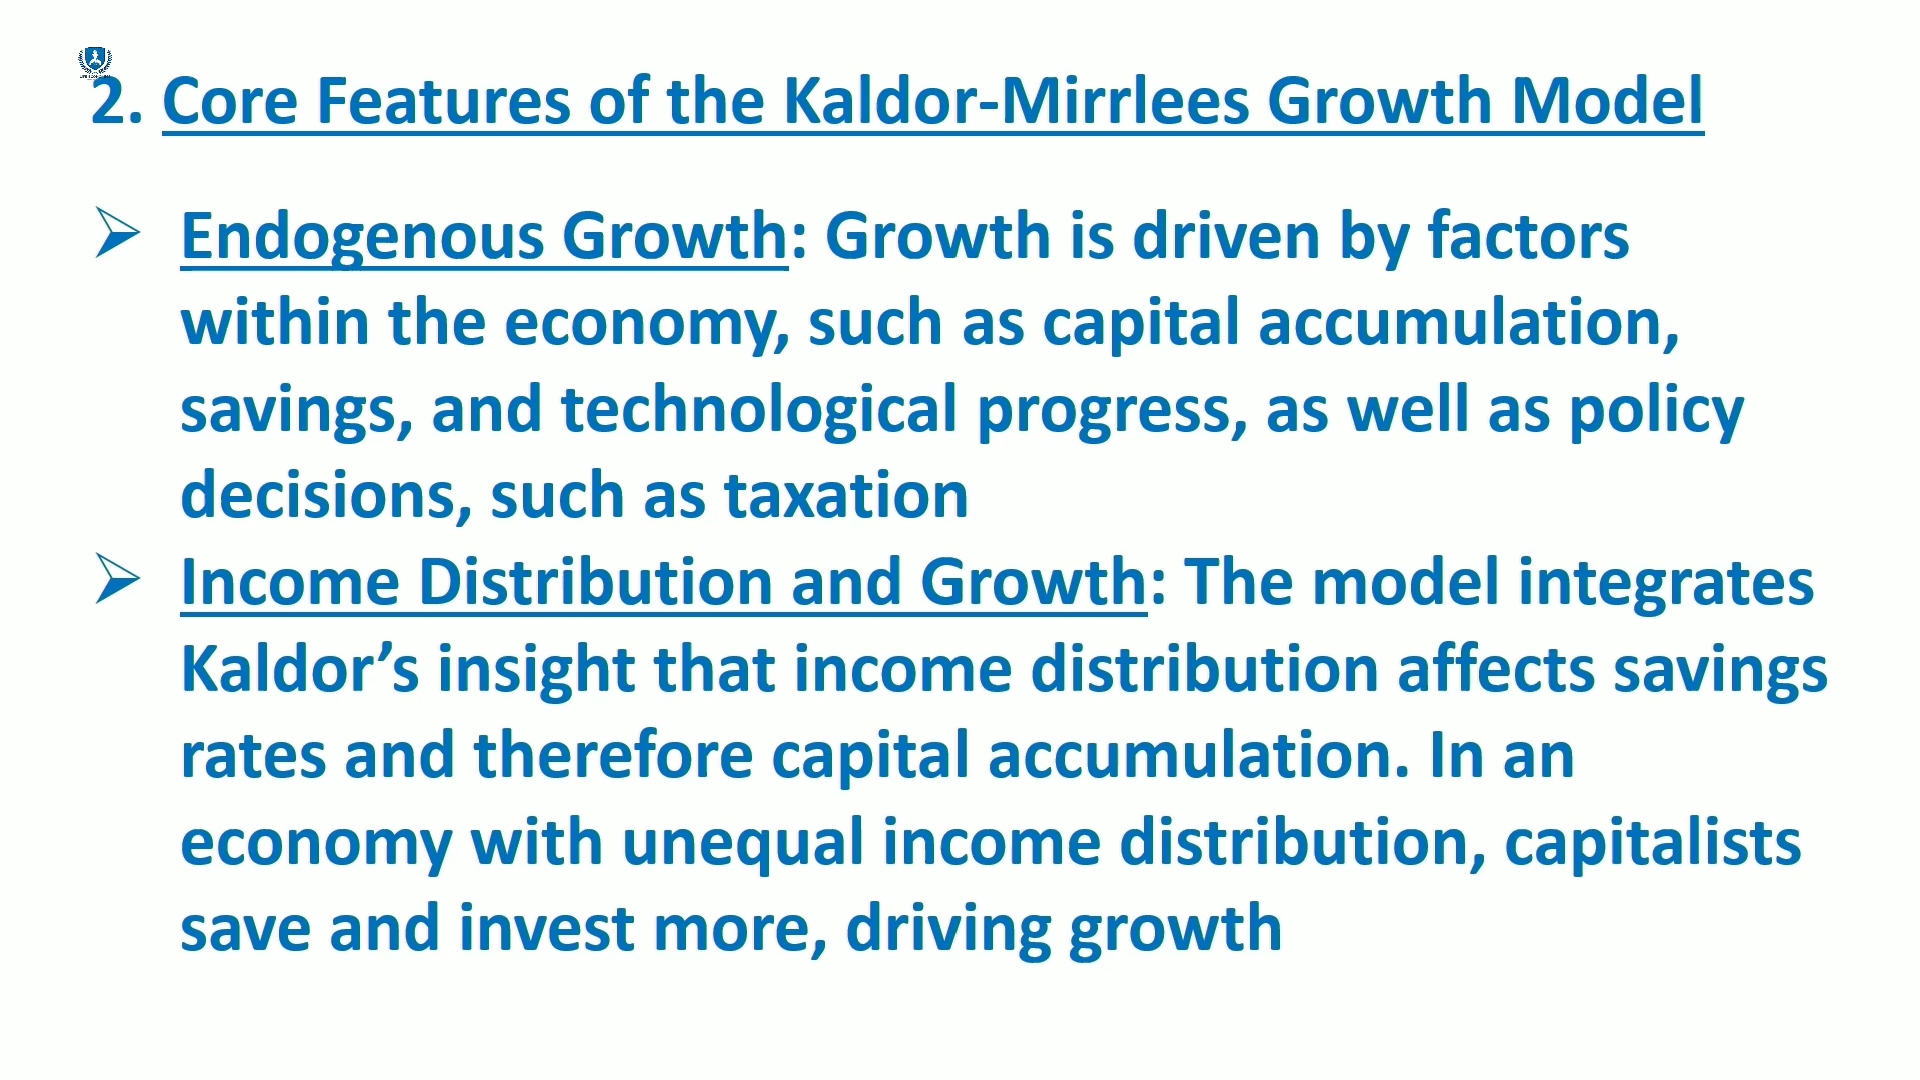 2. Core Features of the Kaldor-Mirrlees Growth Model
➢ Endogenous Growth: Growth is driven by factors
within the economy, such as capital accumulation,
savings, and technological progress, as well as policy
decisions, such as taxation
➢ Income Distribution and Growth: The model integrates
Kaldor’s insight that income distribution affects savings
rates and therefore capital accumulation. In an
economy with unequal income distribution, capitalists
save and invest more, driving growth